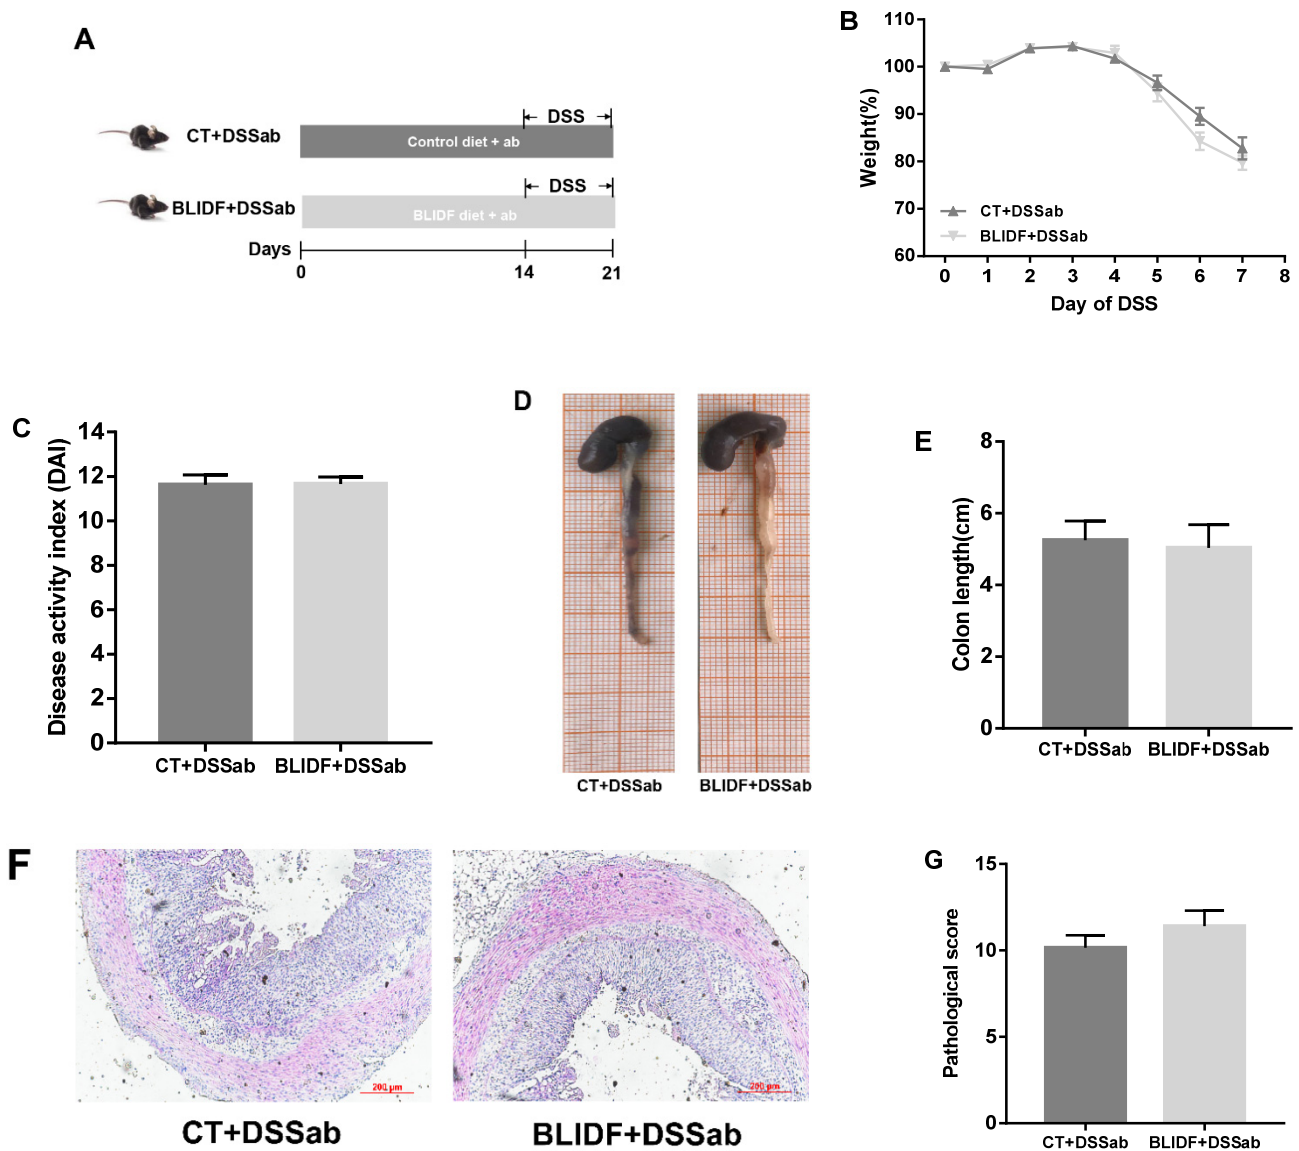 A
CT+DSSab
DSS
Control diet + ab
BLIDF+DSSab
DSS
BLIDF diet + ab
Days
0 14 21
B
Weight(%)
110
100
90
80
70
60
CT+DSSab
BLIDF+DSSab
0 1 2 3 4 5 6 7 8
Day of DSS
C
Disease activity index (DAI)
14
12
10
8
6
4
2
0
CT+DSSab BLIDF+DSSab
D
CT+DSSab BLIDF+DSSab
E
Colon length(cm)
8
6
4
2
0
CT+DSSab BLIDF+DSSab
F
200 μm
200 μm
CT+DSSab BLIDF+DSSab
G
Pathological score
15
10
5
0
CT+DSSab BLIDF+DSSab